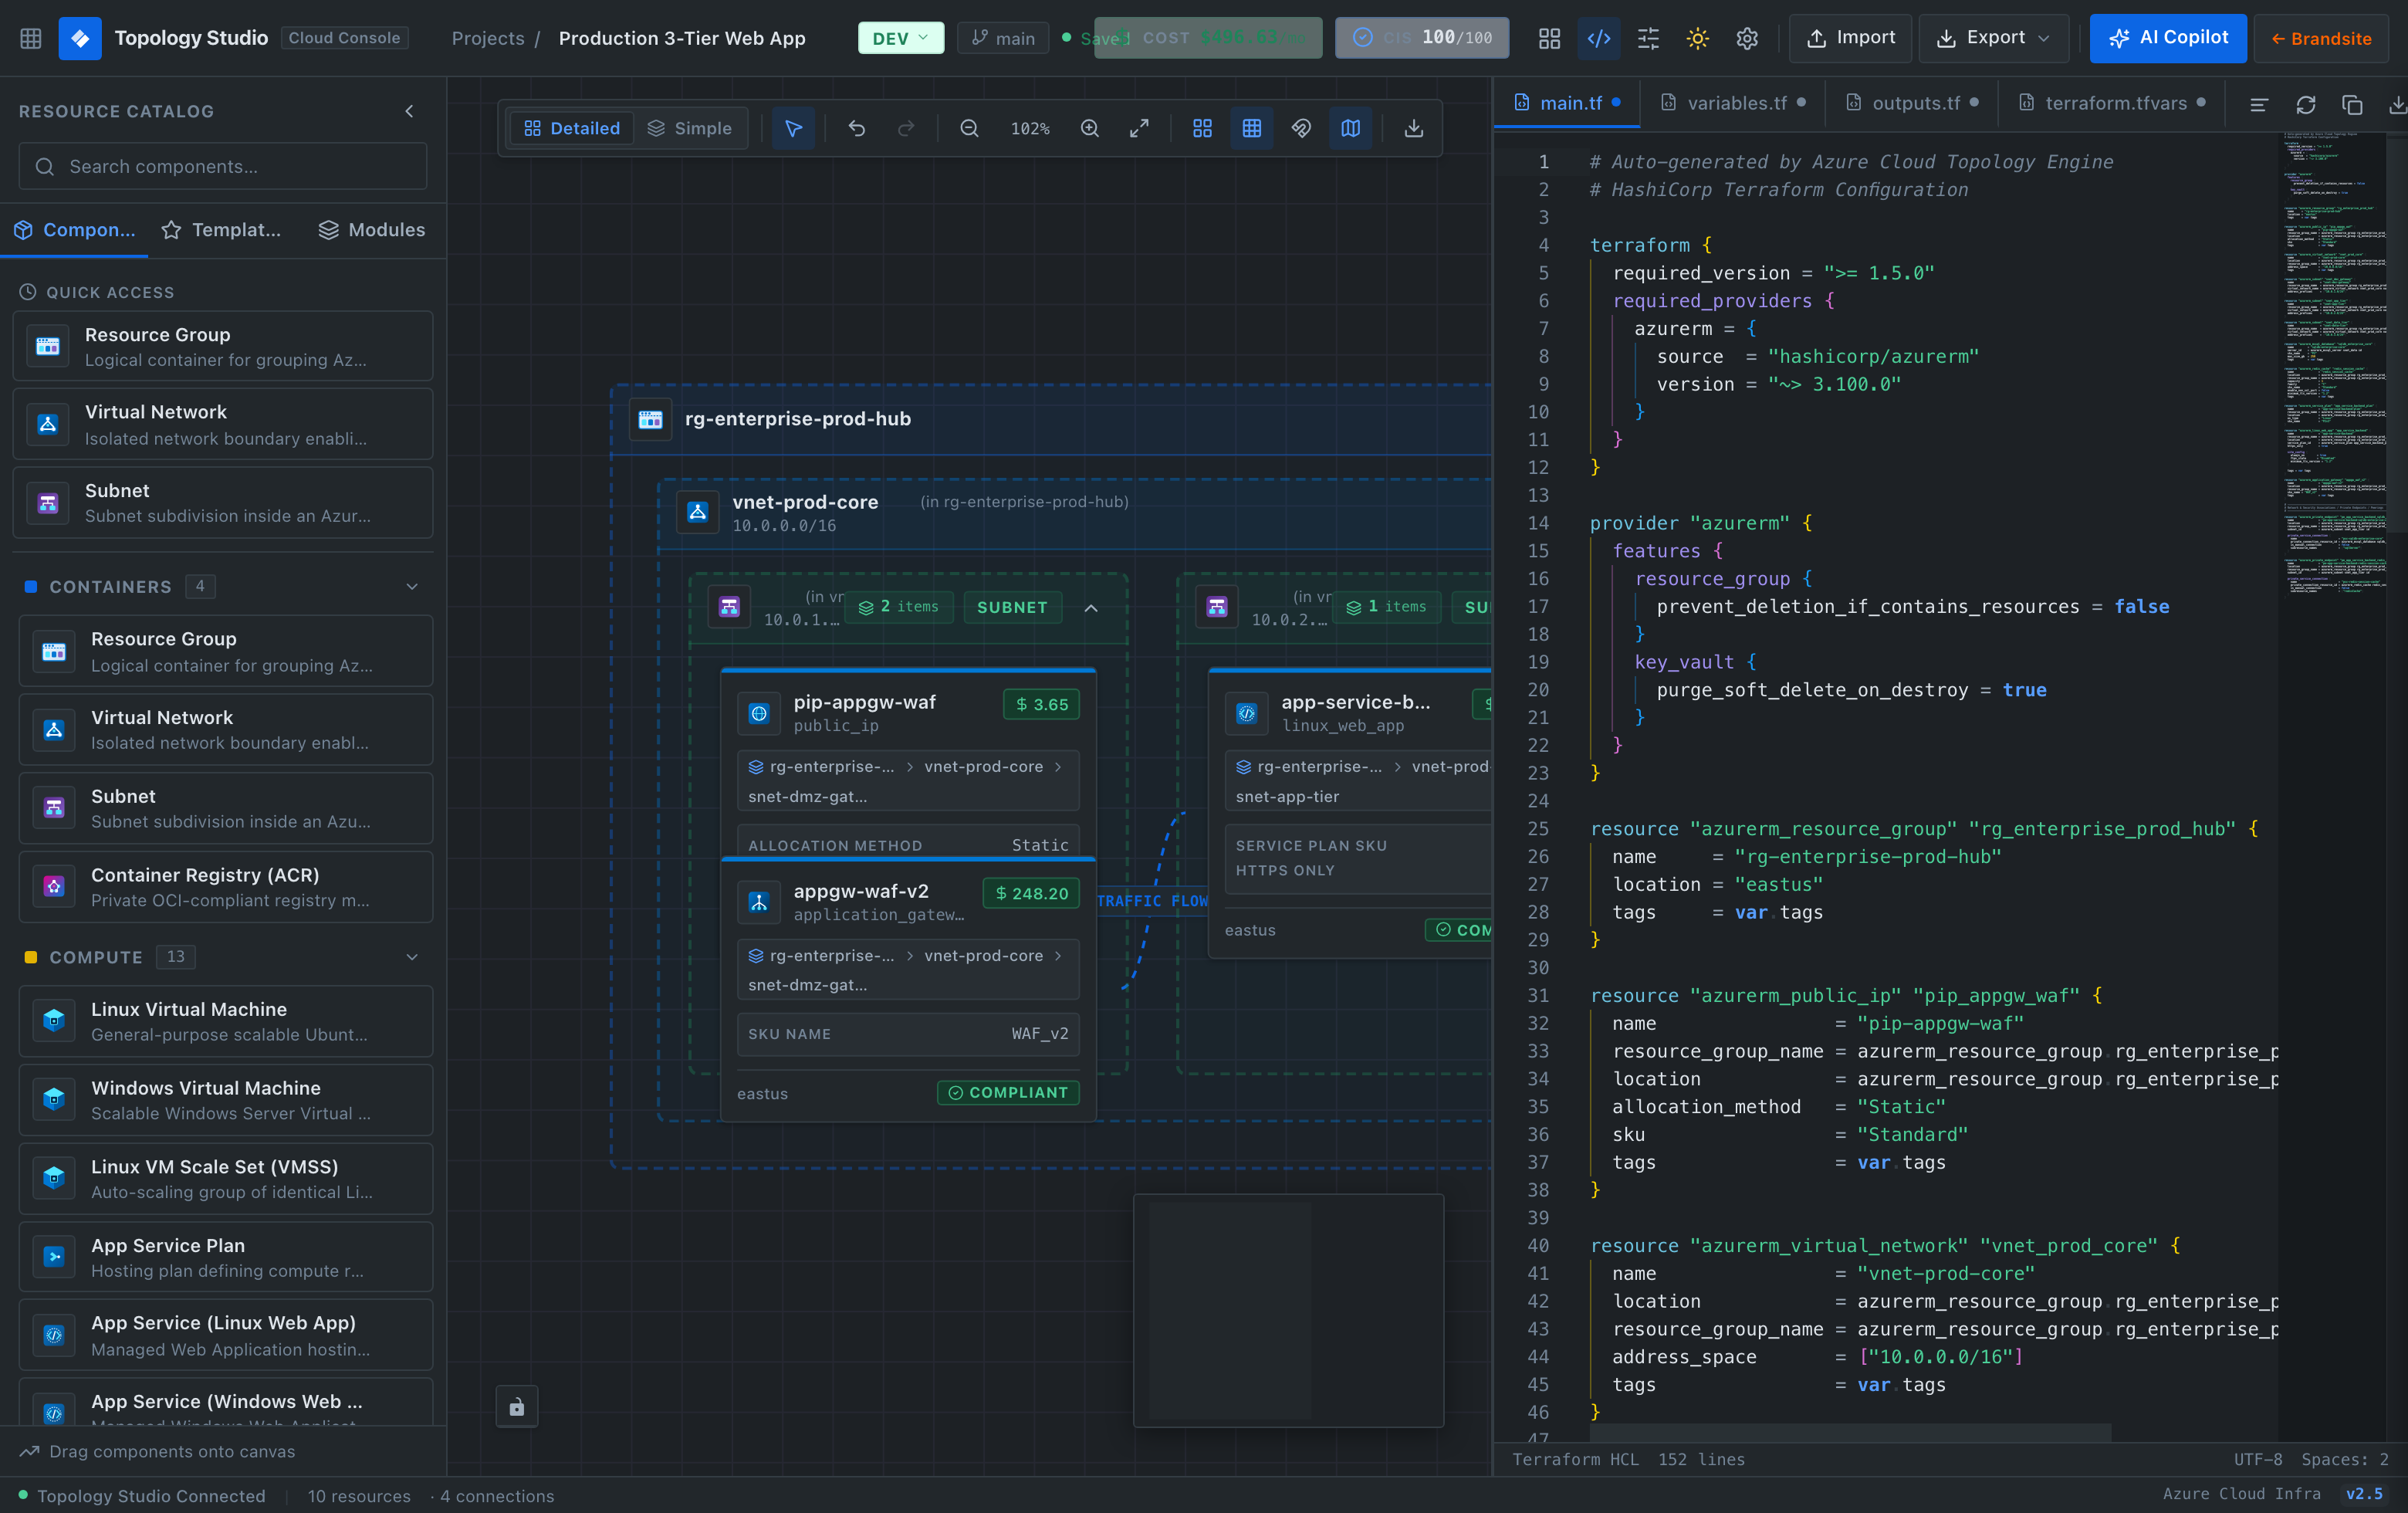 Topology Studio
Cloud Console
Projects / Production 3-Tier Web App
DEV
main
COST $496.63
CIS 100/100
Import
Export
AI Copilot
← Brandsite
RESOURCE CATALOG
Search components...
Compon...
Templat...
Modules
QUICK ACCESS
Resource Group
Logical container for grouping Az...
Virtual Network
Isolated network boundary enabli...
Subnet
Subnet subdivision inside an Azur...
CONTAINERS 4
Resource Group
Logical container for grouping Az...
Virtual Network
Isolated network boundary enabl...
Subnet
Subnet subdivision inside an Azu...
Container Registry (ACR)
Private OCI-compliant registry m...
COMPUTE 13
Linux Virtual Machine
General-purpose scalable Ubunt...
Windows Virtual Machine
Scalable Windows Server Virtual ...
Linux VM Scale Set (VMSS)
Auto-scaling group of identical Li...
App Service Plan
Hosting plan defining compute r...
App Service (Linux Web App)
Managed Web Application hostin...
App Service (Windows Web ...
Drag components onto canvas
Detailed
Simple
102%
rg-enterprise-prod-hub
vnet-prod-core (in rg-enterprise-prod-hub)
10.0.0.0/16
(in vn
10.0.1.... 2 items SUBNET
(in vn
10.0.2.... 1 items SU
pip-appgw-waf $ 3.65
public_ip
rg-enterprise-... > vnet-prod-core >
snet-dmz-gat...
ALLOCATION METHOD Static
appgw-waf-v2 $ 248.20
application_gatew...
rg-enterprise-... > vnet-prod-core >
snet-dmz-gat...
SKU NAME WAF_v2
eastus COMPLIANT
TRAFFIC FLOW
app-service-b... $
linux_web_app
rg-enterprise-... > vnet-prod-
snet-app-tier
SERVICE PLAN SKU
HTTPS ONLY
eastus COM
main.tf
variables.tf
outputs.tf
terraform.tfvars
1 # Auto-generated by Azure Cloud Topology Engine
2 # HashiCorp Terraform Configuration
3
4 terraform {
5 required_version = ">= 1.5.0"
6 required_providers {
7 azurerm = {
8 source  = "hashicorp/azurerm"
9 version = "~> 3.100.0"
10 }
11 }
12 }
13
14 provider "azurerm" {
15 features {
16 resource_group {
17 prevent_deletion_if_contains_resources = false
18 }
19 key_vault {
20 purge_soft_delete_on_destroy = true
21 }
22 }
23 }
24
25 resource "azurerm_resource_group" "rg_enterprise_prod_hub" {
26 name     = "rg-enterprise-prod-hub"
27 location = "eastus"
28 tags     = var.tags
29 }
30
31 resource "azurerm_public_ip" "pip_appgw_waf" {
32 name                = "pip-appgw-waf"
33 resource_group_name = azurerm_resource_group.rg_enterprise_p
34 location            = azurerm_resource_group.rg_enterprise_p
35 allocation_method   = "Static"
36 sku                 = "Standard"
37 tags                = var.tags
38 }
39
40 resource "azurerm_virtual_network" "vnet_prod_core" {
41 name                = "vnet-prod-core"
42 location            = azurerm_resource_group.rg_enterprise_p
43 resource_group_name = azurerm_resource_group.rg_enterprise_p
44 address_space       = ["10.0.0.0/16"]
45 tags                = var.tags
46 }
47
Terraform HCL 152 lines
UTF-8 Spaces: 2
Topology Studio Connected
10 resources · 4 connections
Azure Cloud Infra v2.5